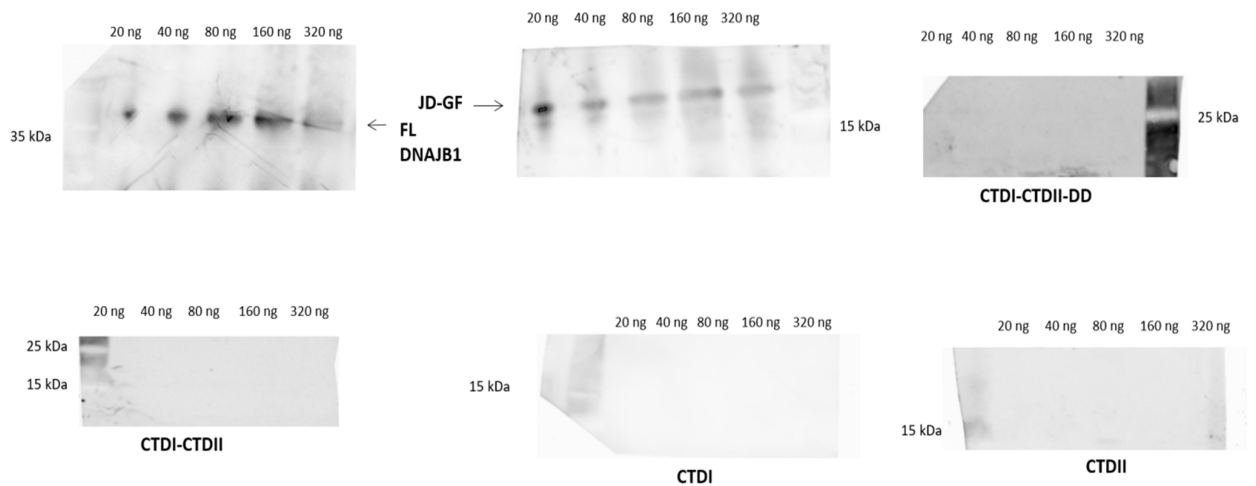 20 ng 40 ng 80 ng 160 ng 320 ng
35 kDa
20 ng 40 ng 80 ng 160 ng 320 ng
JD-GF
FL
DNAJB1
15 kDa
20 ng 40 ng 80 ng 160 ng 320 ng
25 kDa
CTDI-CTDII-DD
20 ng 40 ng 80 ng 160 ng 320 ng
25 kDa
15 kDa
CTDI-CTDII
20 ng 40 ng 80 ng 160 ng 320 ng
15 kDa
CTDI
20 ng 40 ng 80 ng 160 ng 320 ng
15 kDa
CTDII